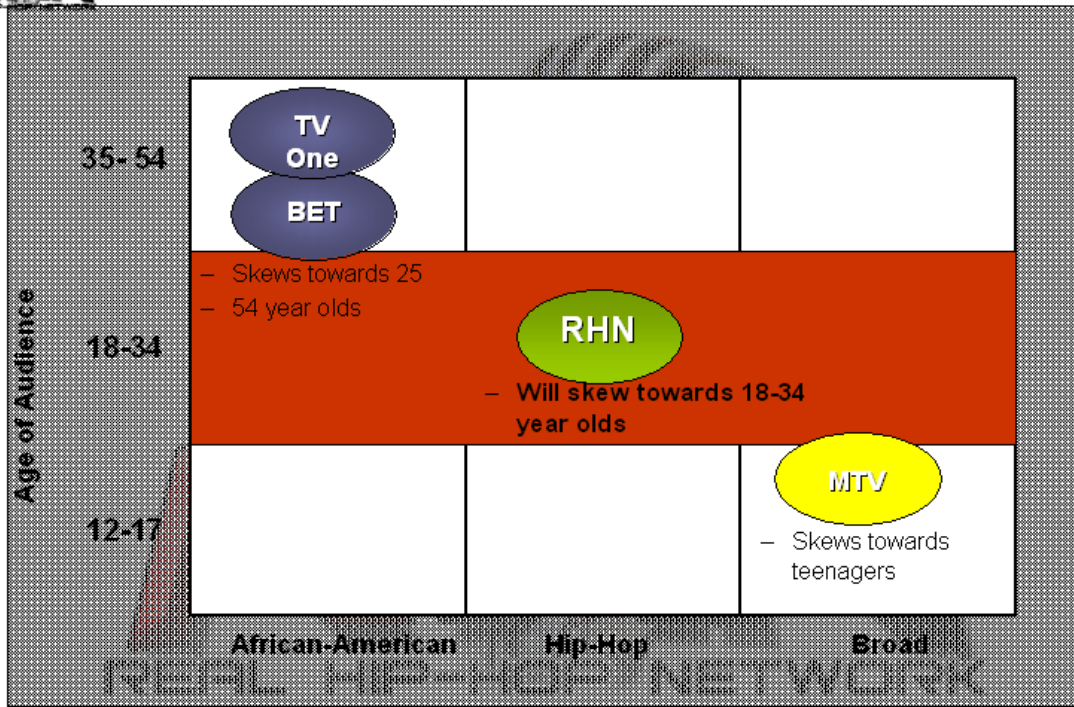 35- 54
18-34
12-17
Age of Audience
TV
One
BET
– Skews towards 25
– 54 year olds
RHN
– Will skew towards 18-34
year olds
MTV
– Skews towards
teenagers
African-American
Hip-Hop
Broad
REAL HIP-HOP NETWORK